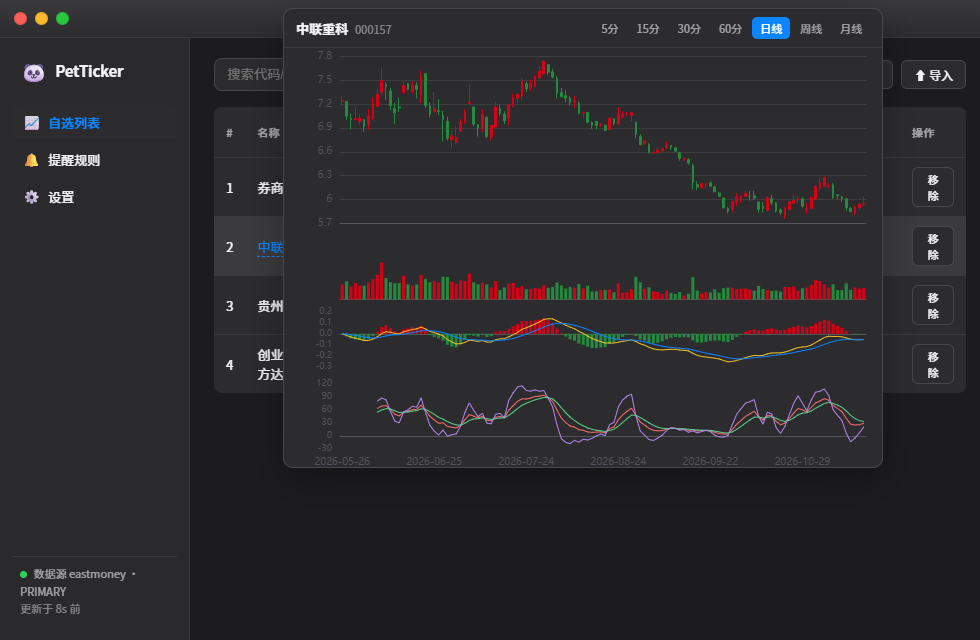 PetTicker
自选列表
提醒规则
设置
数据源 eastmoney •
PRIMARY
更新于 8s 前
搜索代码/
导入
# 名称 操作
1 券商 移除
2 中联 移除
3 贵州 移除
4 创业
方达 移除
中联重科 000157 5分 15分 30分 60分 日线 周线 月线
7.8
7.5
7.2
6.9
6.6
6.3
6
5.7
0.2
0.1
0.0
-0.1
-0.2
-0.3
120
90
60
30
0
-30
2026-05-26 2026-06-25 2026-07-24 2026-08-24 2026-09-22 2026-10-29